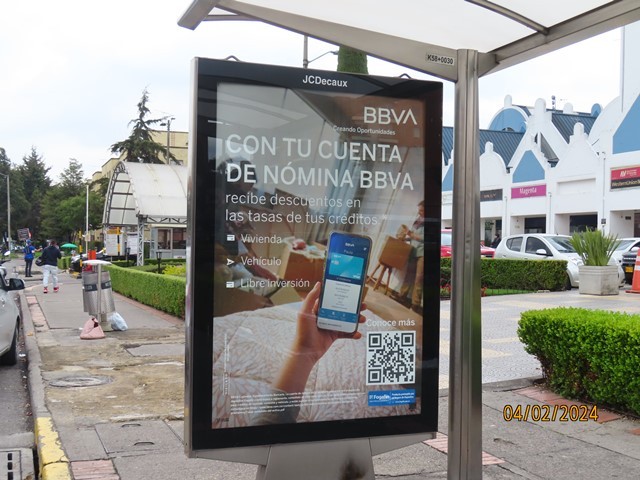 K58+0030
JCDecaux
BBVA
Creando Oportunidades
CON TU CUENTA
DE NÓMINA BBVA
recibe descuentos en
las tasas de tus créditos*
Vivienda
Vehículo
Libre inversión
Conoce más
Magenta
04/02/2024